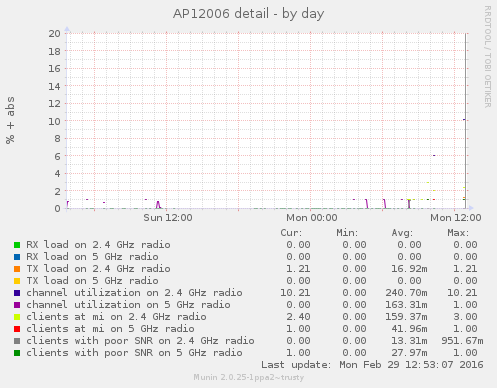 AP12006 detail - by day
RRDTOOL / TOBI OETIKER
% + abs
20
18
16
14
12
10
8
6
4
2
0
Sun 12:00 Mon 00:00 Mon 12:00
Cur: Min: Avg: Max:
RX load on 2.4 GHz radio 0.00 0.00 0.00 0.00
RX load on 5 GHz radio 0.00 0.00 0.00 0.00
TX load on 2.4 GHz radio 1.21 0.00 16.92m 1.21
TX load on 5 GHz radio 0.00 0.00 0.00 0.00
channel utilization on 2.4 GHz radio 10.21 0.00 240.70m 10.21
channel utilization on 5 GHz radio 0.00 0.00 163.31m 1.00
clients at mi on 2.4 GHz radio 2.40 0.00 159.37m 3.00
clients at mi on 5 GHz radio 1.00 0.00 41.96m 1.00
clients with poor SNR on 2.4 GHz radio 0.00 0.00 13.31m 951.67m
clients with poor SNR on 5 GHz radio 1.00 0.00 27.97m 1.00
Last update: Mon Feb 29 12:53:07 2016
Munin 2.0.25-1ppa2~trusty